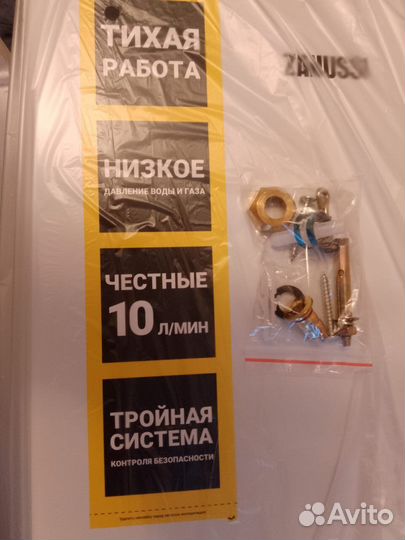 ТИХАЯ
РАБОТА
ZANUSSI
НИЗКОЕ
ДАВЛЕНИЕ ВОДЫ И ГАЗА
ЧЕСТНЫЕ
10 Л/МИН
ТРОЙНАЯ
СИСТЕМА
КОНТРОЛЯ БЕЗОПАСНОСТИ
Avito